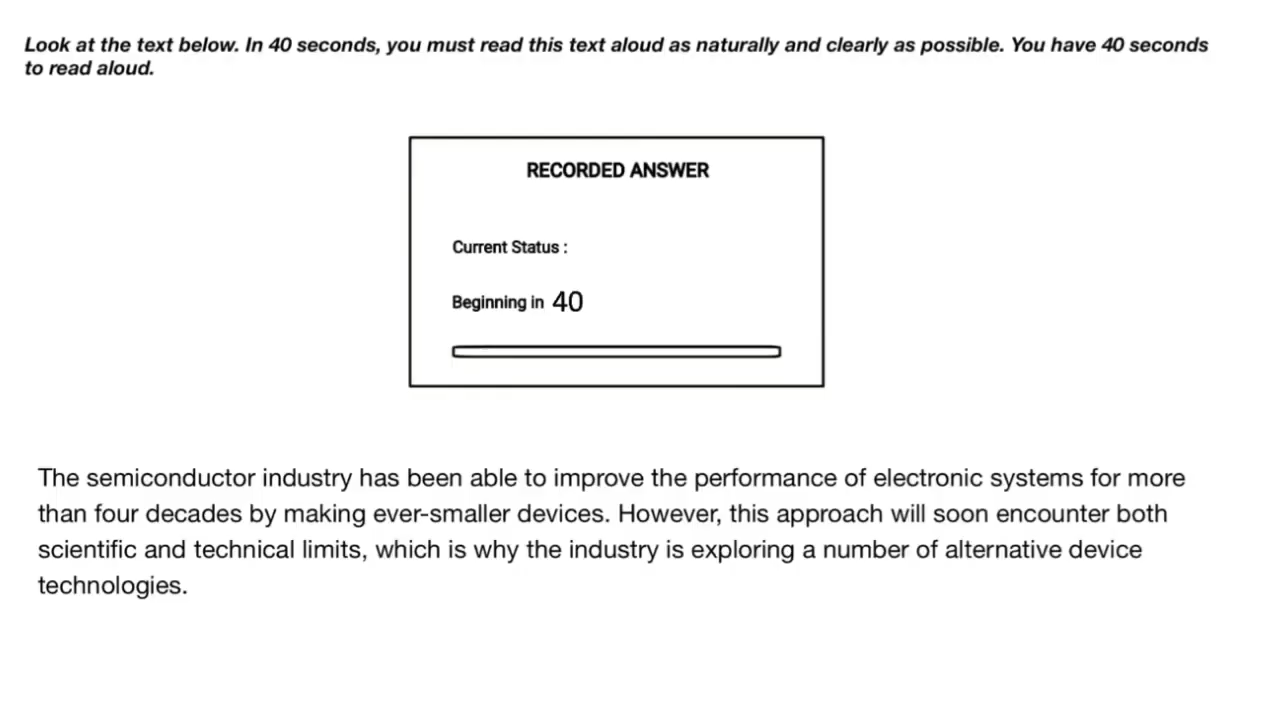 Look at the text below. In 40 seconds, you must read this text aloud as naturally and clearly as possible. You have 40 seconds
to read aloud.
RECORDED ANSWER
Current Status :
Beginning in 40
The semiconductor industry has been able to improve the performance of electronic systems for more
than four decades by making ever-smaller devices. However, this approach will soon encounter both
scientific and technical limits, which is why the industry is exploring a number of alternative device
technologies.